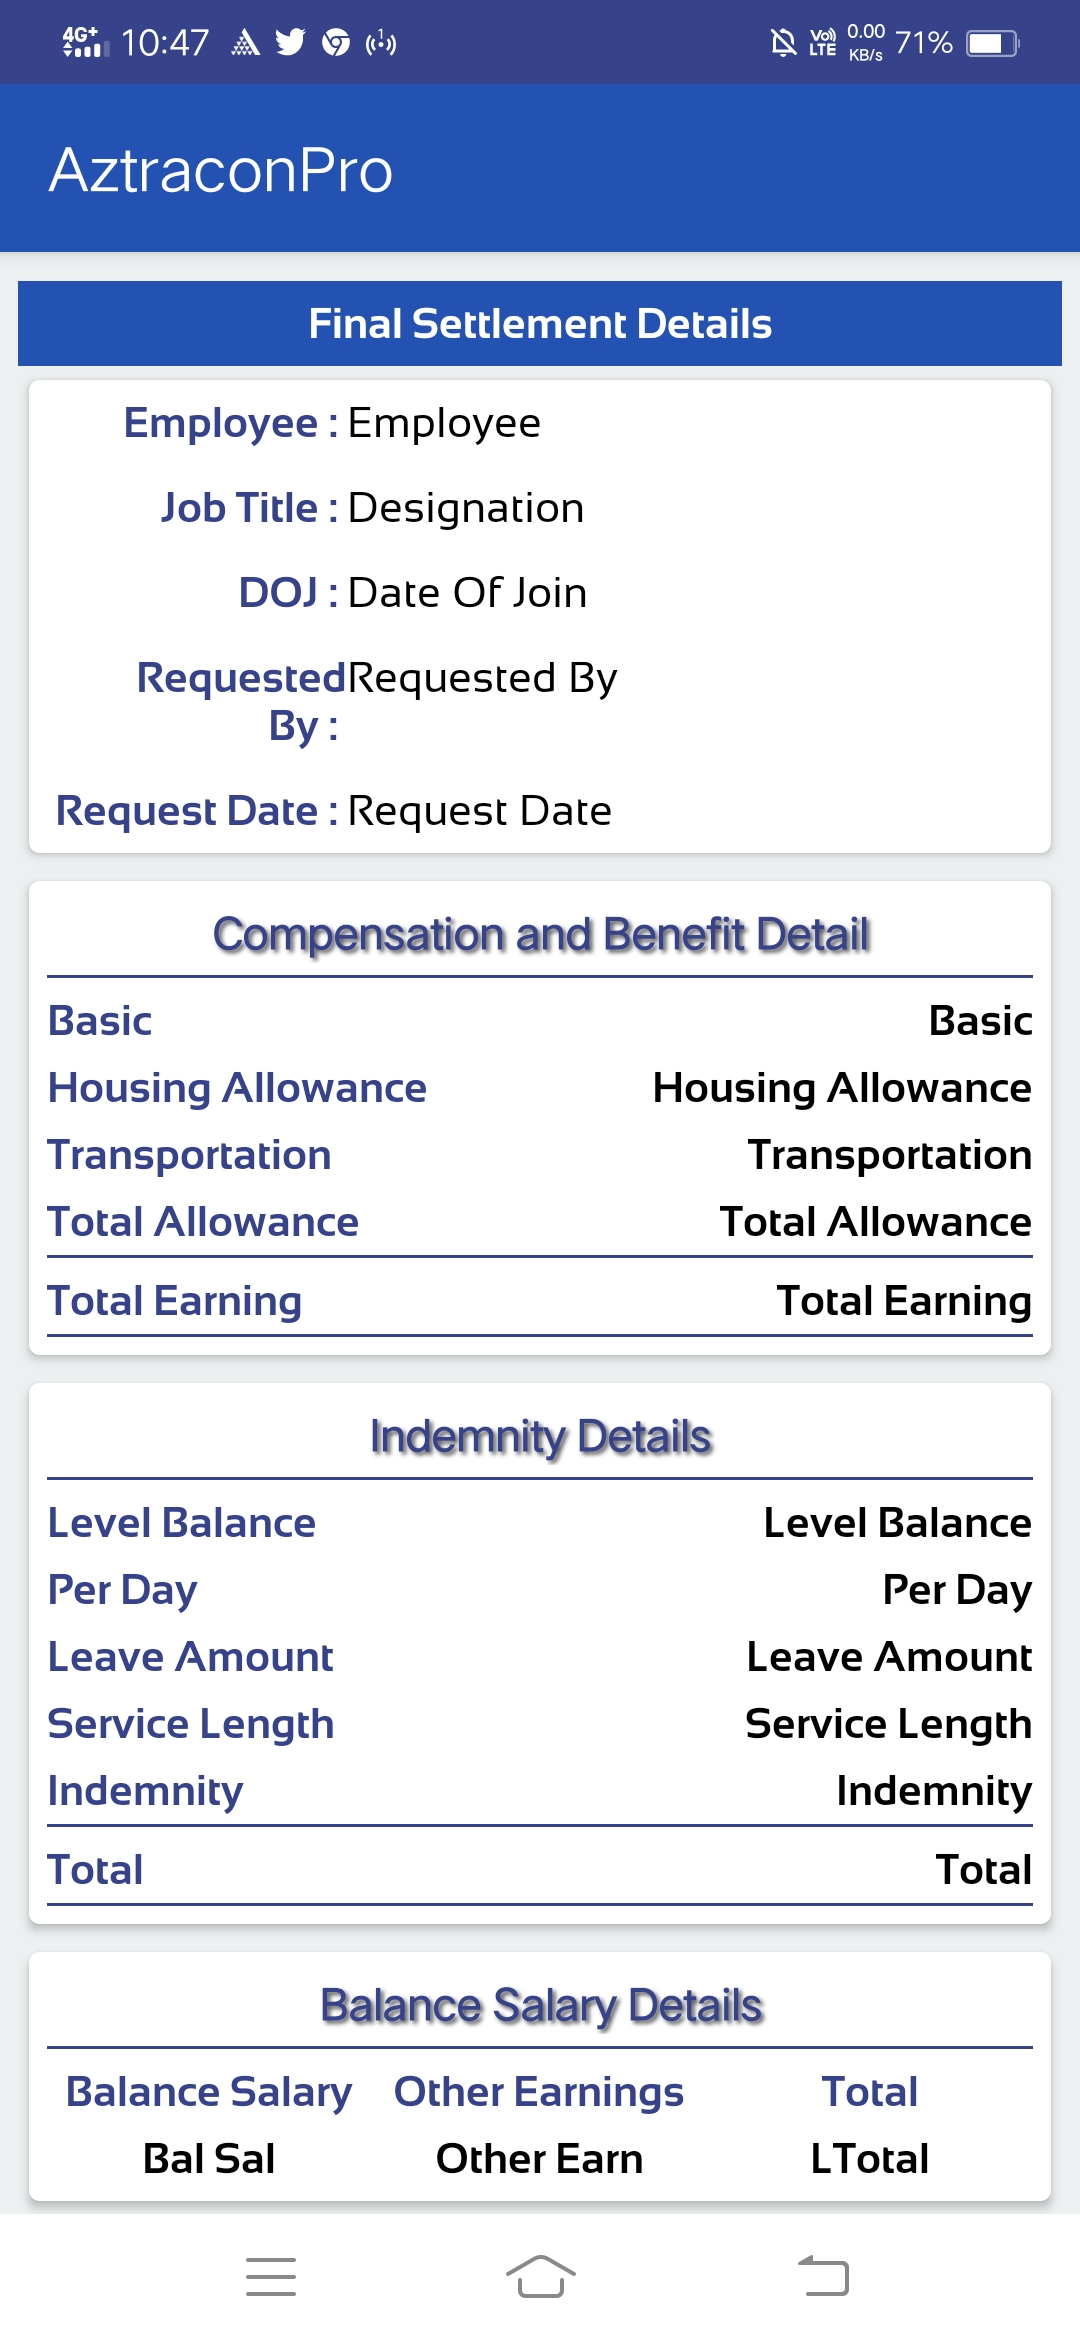 4G+ 10:47 1 Vo) LTE 0.00 KB/s 71%
AztraconPro
Final Settlement Details
Employee : Employee
Job Title : Designation
DOJ : Date Of Join
Requested By : Requested By
Request Date : Request Date
Compensation and Benefit Detail
Basic Basic
Housing Allowance Housing Allowance
Transportation Transportation
Total Allowance Total Allowance
Total Earning Total Earning
Indemnity Details
Level Balance Level Balance
Per Day Per Day
Leave Amount Leave Amount
Service Length Service Length
Indemnity Indemnity
Total Total
Balance Salary Details
Balance Salary Other Earnings Total
Bal Sal Other Earn LTotal